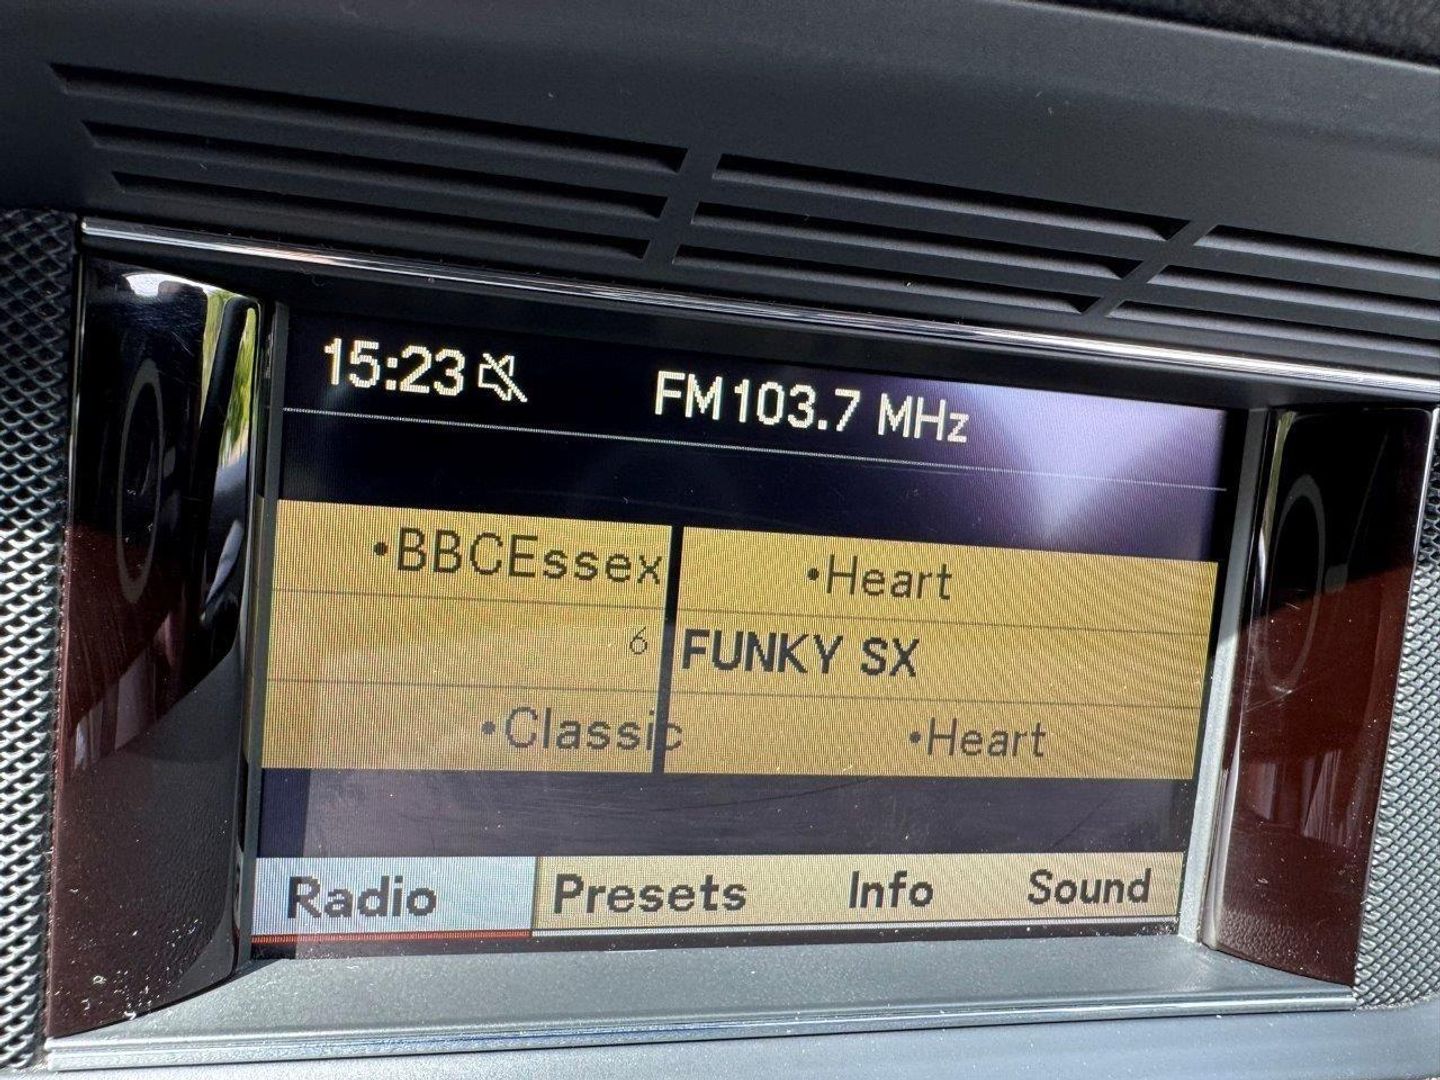 15:23 FM 103.7 MHz
•BBCEssex •Heart
6 FUNKY SX
•Classic •Heart
Radio Presets Info Sound